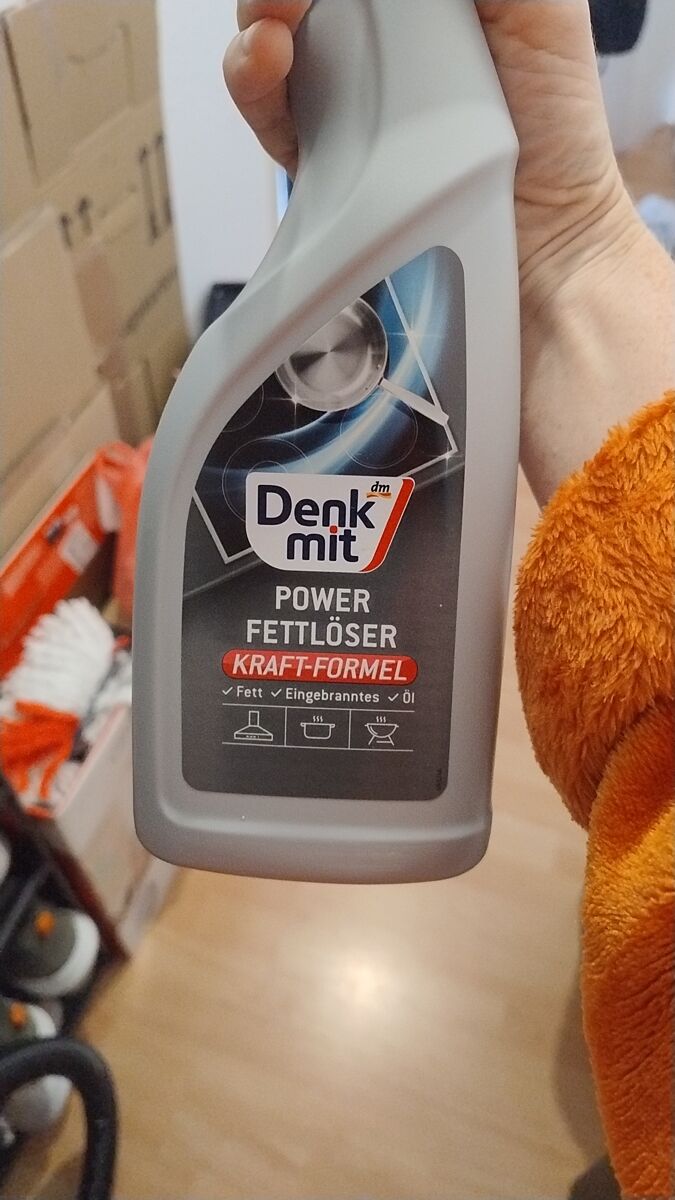 dm
Denk
mit
POWER
FETTLÖSER
KRAFT-FORMEL
✓ Fett ✓ Eingebranntes ✓ Öl